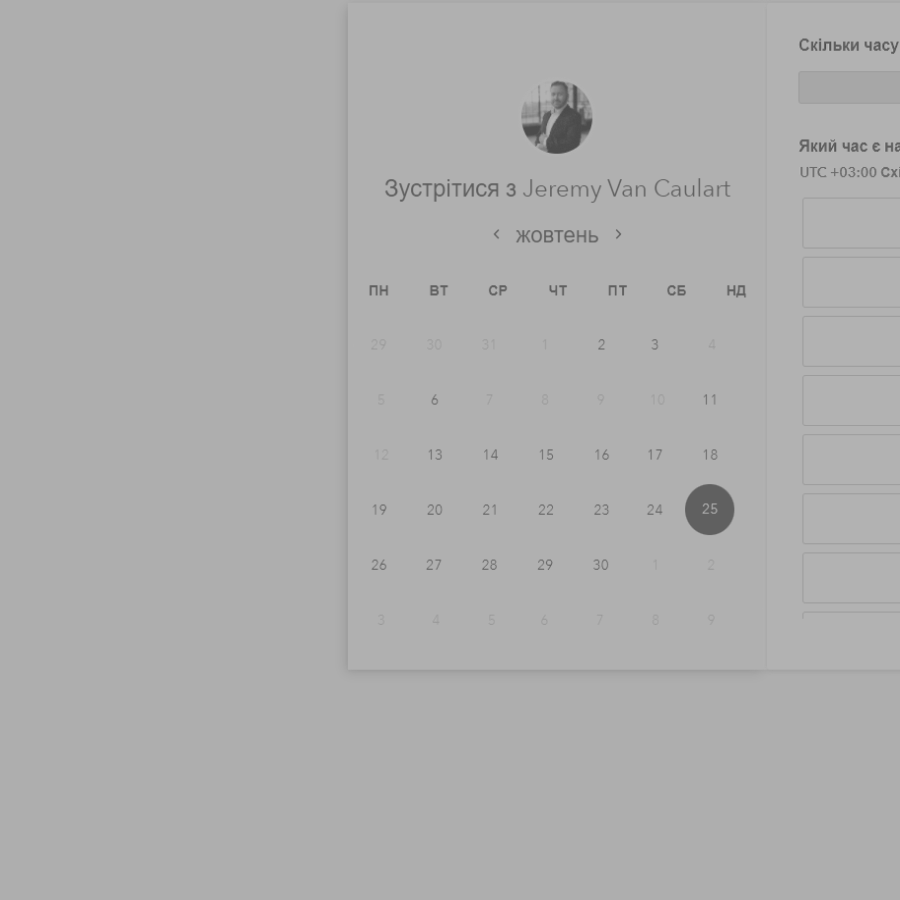 Зустрітися з Jeremy Van Caulart
жовтень
ПН ВТ СР ЧТ ПТ СБ НД
29 30 31 1 2 3 4
5 6 7 8 9 10 11
12 13 14 15 16 17 18
19 20 21 22 23 24 25
26 27 28 29 30 1 2
3 4 5 6 7 8 9
Скільки часу
Який час є
UTC +03:00